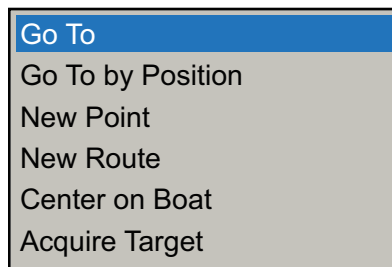 Go To
Go To by Position
New Point
New Route
Center on Boat
Acquire Target